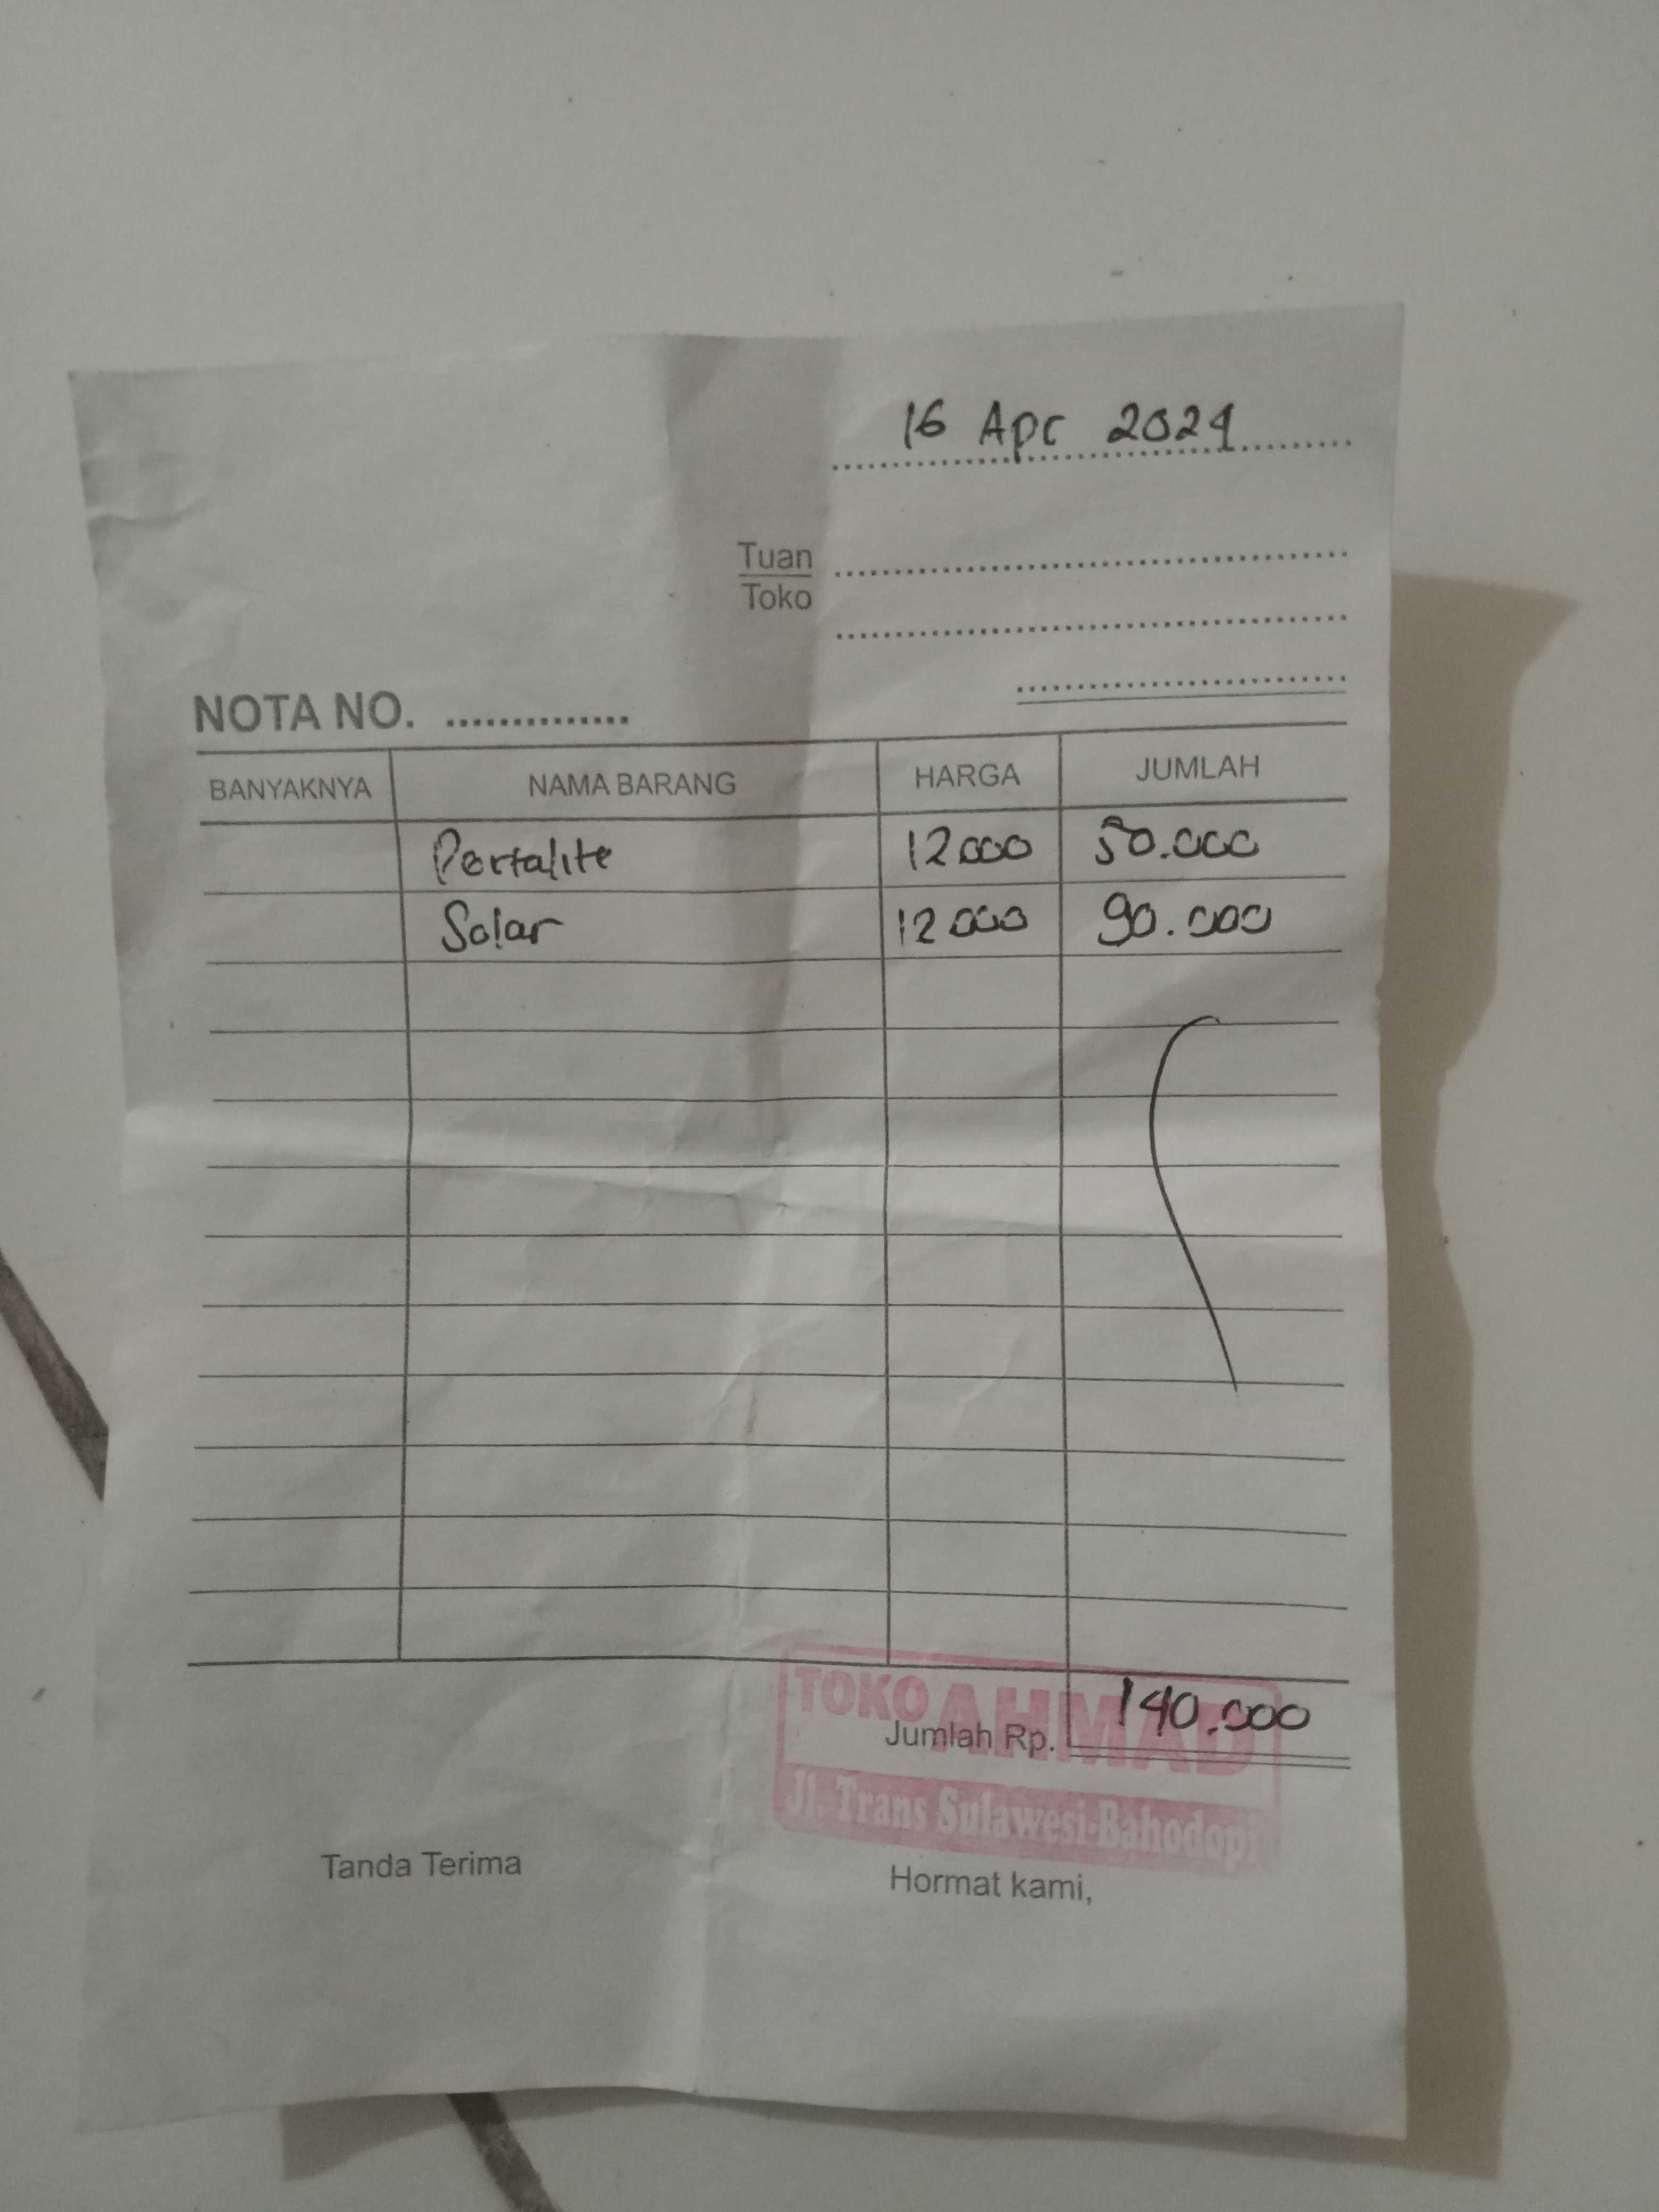 16 Apr 2024
Tuan
Toko
NOTA NO. ..............
BANYAKNYA NAMA BARANG HARGA JUMLAH
Pertalite 12000 50.000
Solar 12000 90.000
TOKO AHMAD
Jumlah Rp. 140.000
Jl. Trans Sulawesi-Bahodopi
Tanda Terima Hormat kami,